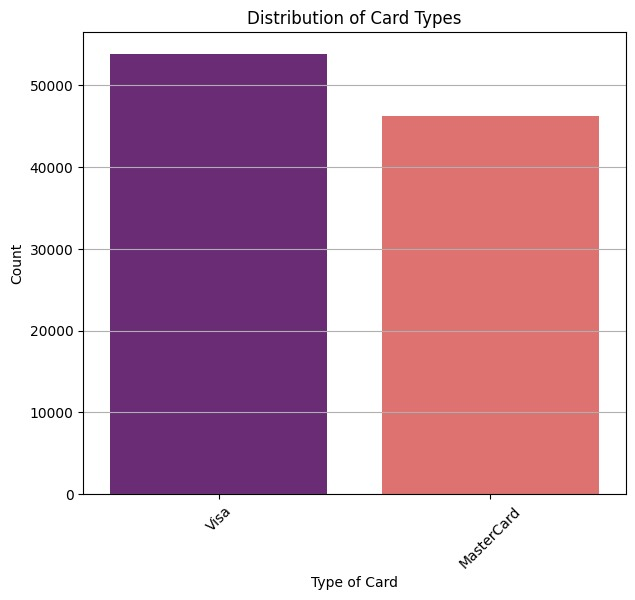 Distribution of Card Types
50000
40000
30000
20000
10000
0
Count
Visa
MasterCard
Type of Card